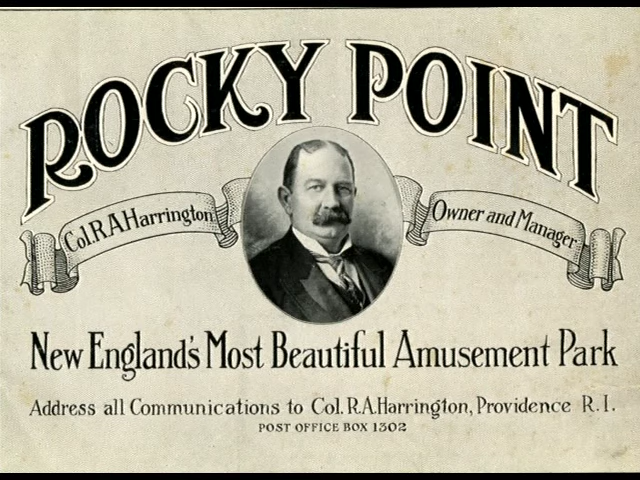 ROCKY POINT
Col. R.A Harrington
Owner and Manager
New England's Most Beautiful Amusement Park
Address all Communications to Col. R.A. Harrington, Providence R.I.
POST OFFICE BOX 1302